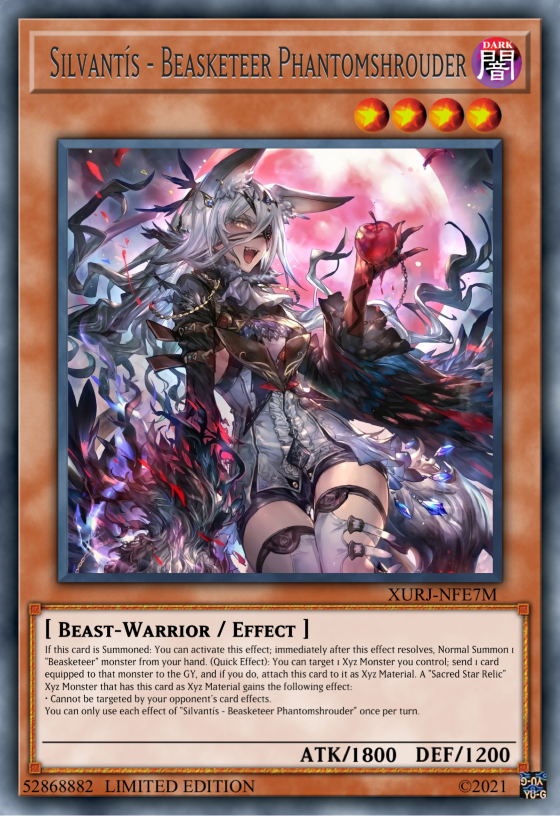 Silvantís - Beasketeer Phantomshrouder
DARK
闇
XURJ-NFE7M
[ Beast-Warrior / Effect ]
If this card is Summoned: You can activate this effect; immediately after this effect resolves, Normal Summon 1
"Beasketeer" monster from your hand. (Quick Effect): You can target 1 Xyz Monster you control; send 1 card
equipped to that monster to the GY, and if you do, attach this card to it as Xyz Material. A "Sacred Star Relic"
Xyz Monster that has this card as Xyz Material gains the following effect:
• Cannot be targeted by your opponent's card effects.
You can only use each effect of "Silvantis - Beasketeer Phantomshrouder" once per turn.
ATK/1800 DEF/1200
52868882 LIMITED EDITION ©2021